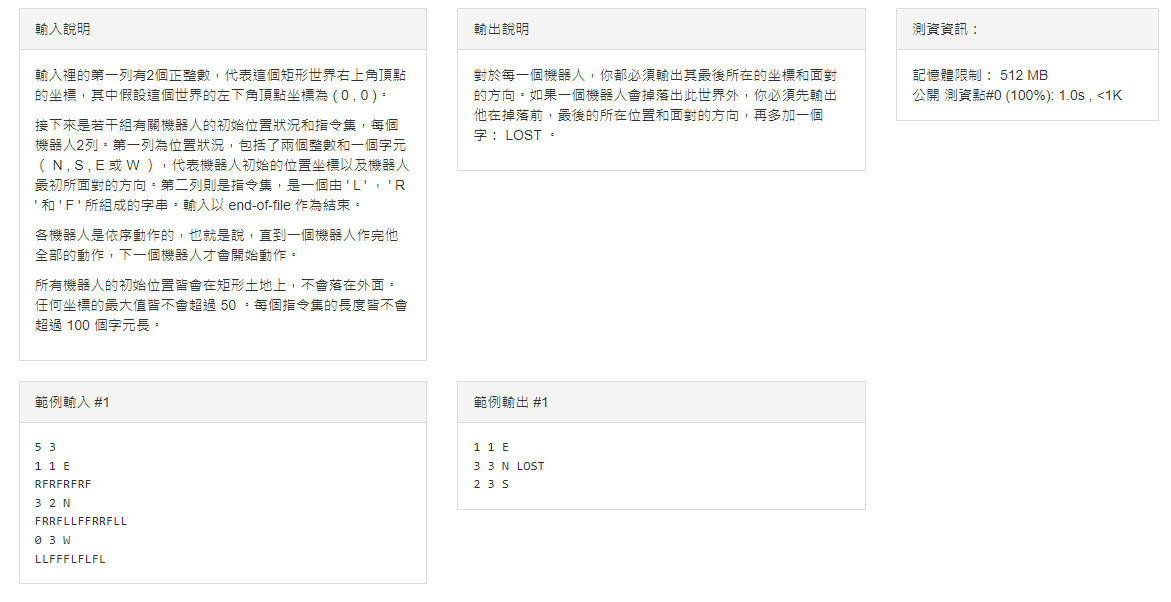 輸入說明
輸入裡的第一列有2個正整數，代表這個矩形世界右上角頂點
的坐標，其中假設這個世界的左下角頂點坐標為 ( 0 , 0 )。
接下來是若干組有關機器人的初始位置狀況和指令集，每個
機器人2列。第一列為位置狀況，包括了兩個整數和一個字元
（ N , S , E 或 W ），代表機器人初始的位置坐標以及機器人
最初所面對的方向。第二列則是指令集，是一個由 ' L ' ， ' R
' 和 ' F ' 所組成的字串。輸入以 end-of-file 作為結束。
各機器人是依序動作的，也就是說，直到一個機器人作完他
全部的動作，下一個機器人才會開始動作。
所有機器人的初始位置皆會在矩形土地上，不會落在外面。
任何坐標的最大值皆不會超過 50 。每個指令集的長度皆不會
超過 100 個字元長。
輸出說明
對於每一個機器人，你都必須輸出其最後所在的坐標和面對
的方向。如果一個機器人會掉落出此世界外，你必須先輸出
他在掉落前，最後的所在位置和面對的方向，再多加一個
字： LOST 。
測資資訊：
記憶體限制： 512 MB
公開 測資點#0 (100%): 1.0s , <1K
範例輸入 #1
5 3
1 1 E
RFRFRFRF
3 2 N
FRRFLLFFRRFLL
0 3 W
LLFFFLFLFL
範例輸出 #1
1 1 E
3 3 N LOST
2 3 S